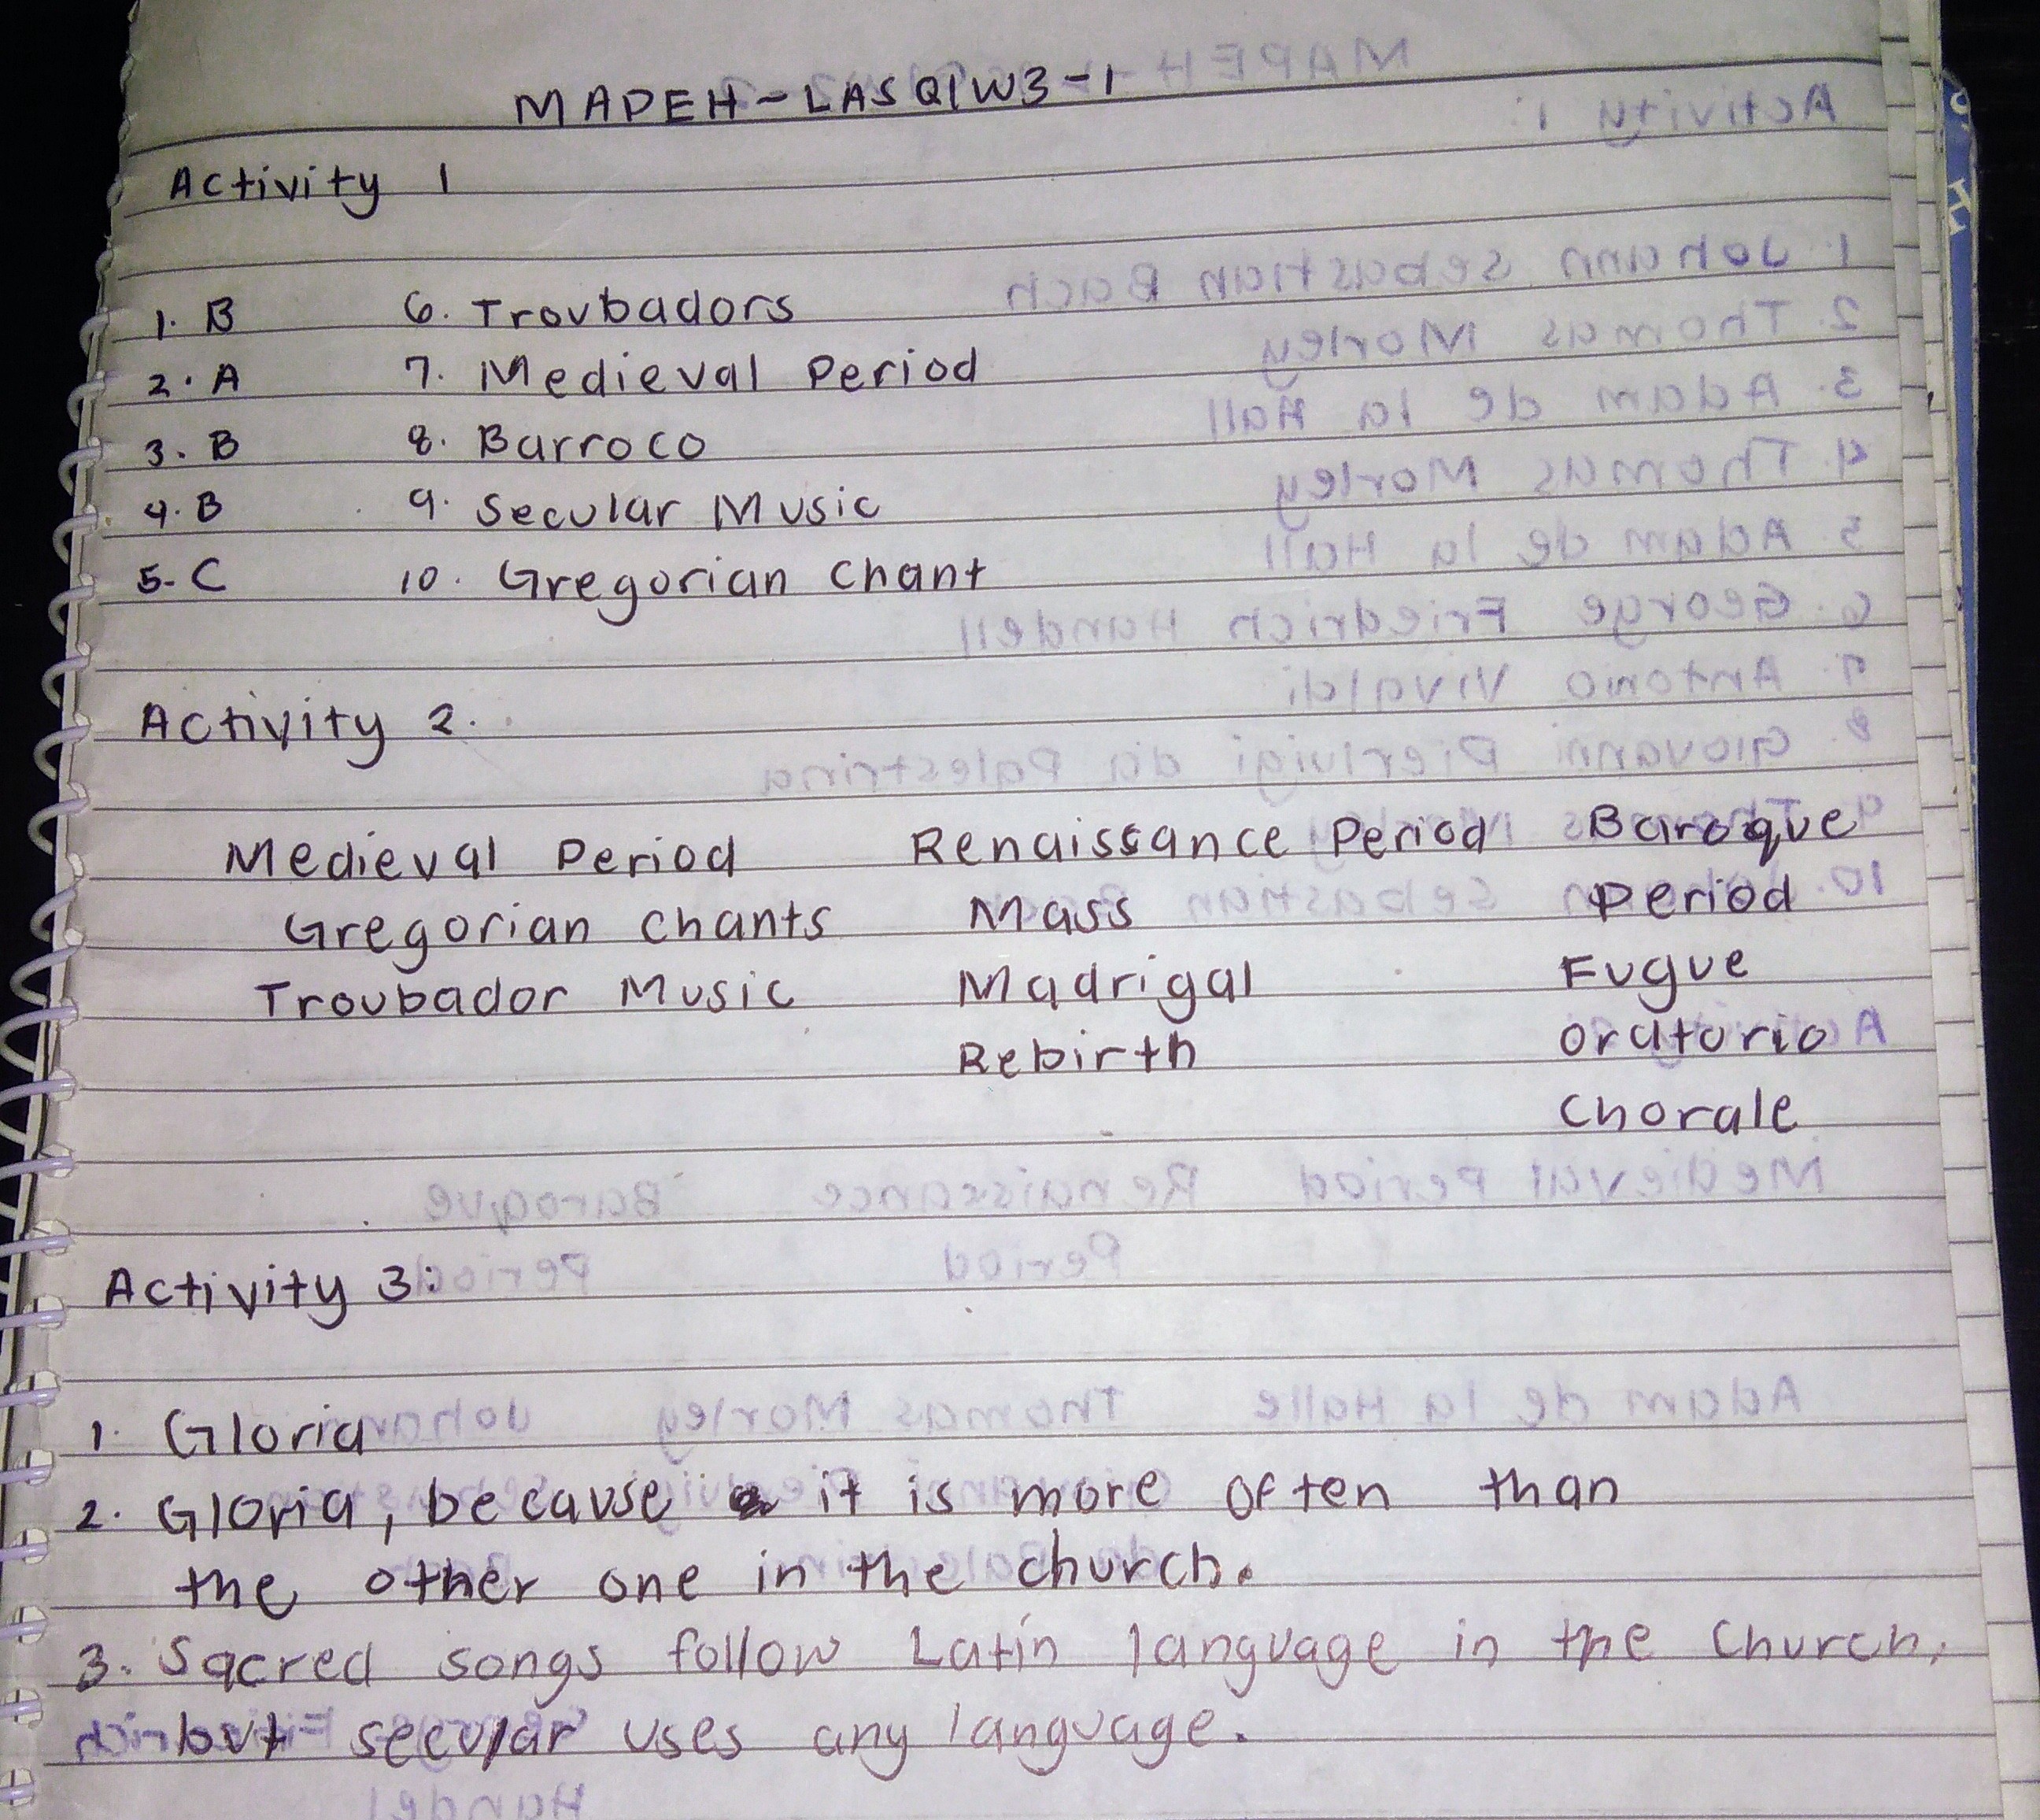 MAPEH-LASQ1W3-1
Activity 1
1. B 6. Troubadors
2. A 7. Medieval Period
3. B 8. Barroco
4. B 9. Secular Music
5- C 10. Gregorian Chant
Activity 2.
Medieval Period Renaissance Period Baroque
Gregorian chants Mass Period
Troubador Music Madrigal Fugue
Rebirth Oratorio
Chorale
Activity 3:
1. Gloria
2. Gloria, because it is more often than
the other one in the church.
3. Sacred songs follow Latin language in the Church,
but secular uses any language.